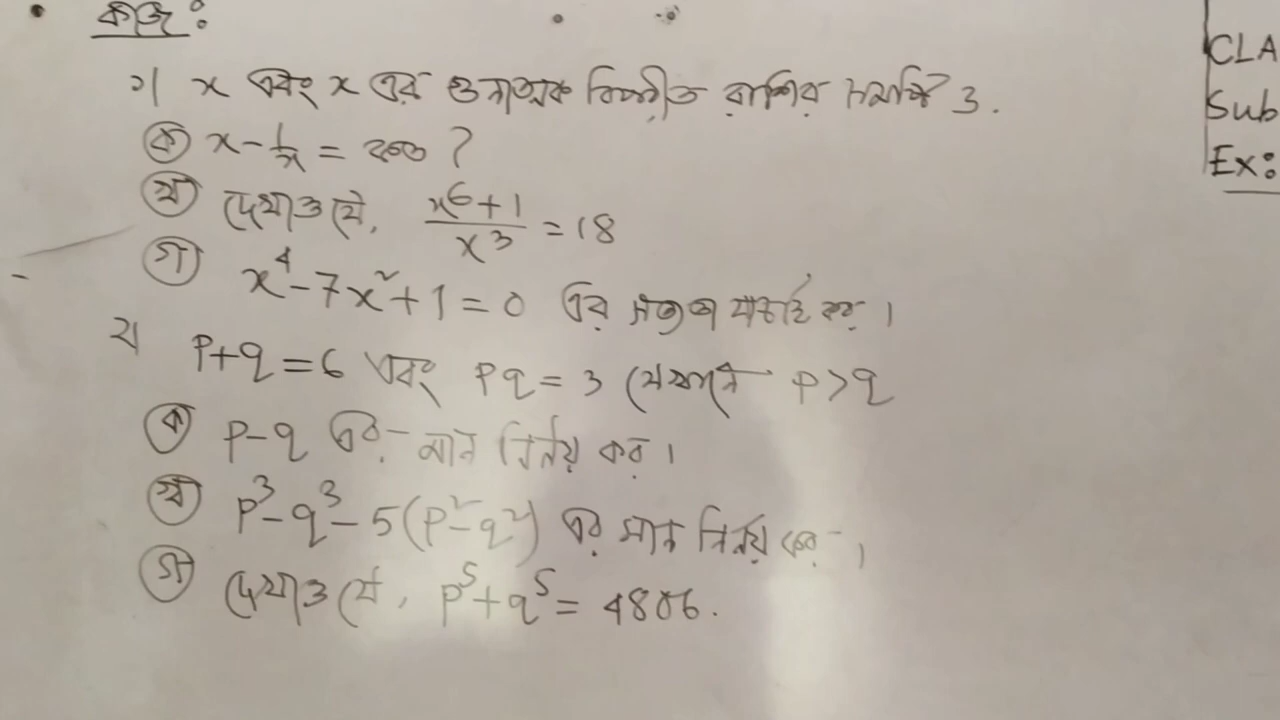 কাজ :
১। x এবং x এর গুনাত্মক বিপরীত রাশির সমষ্টি 3.
(ক) x - 1/x = কত ?
(খ) দেখাও যে, x⁶+1 / x³ = 18
(গ) x⁴ - 7x² + 1 = 0 এর সত্যতা যাচাই কর।
২। p+q = 6 এবং pq = 3 যেখানে p>q
(ক) p-q এর মান নির্নয় কর।
(খ) p³-q³-5(p²-q²) এর মান নির্নয় কর।
(গ) দেখাও যে, p⁵+q⁵ = 4806.
CLA
Sub
Ex: